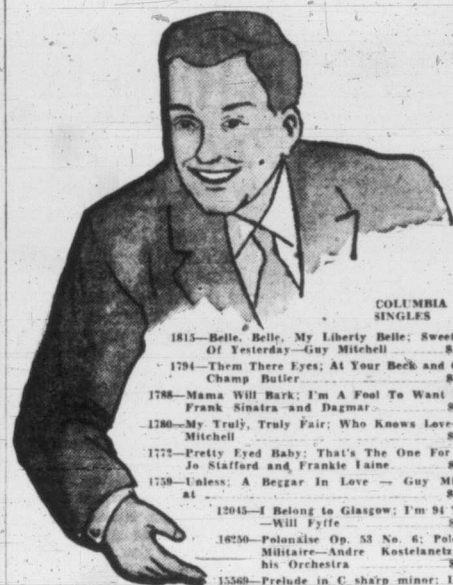 COLUMBIA
SINGLES
1815—Belle, Belle, My Liberty Belle; Sweet
Of Yesterday—Guy Mitchell
1794—Them There Eyes; At Your Beck and
Champ Butler
1788—Mama Will Bark; I'm A Fool To Want
Frank Sinatra and Dagmar
1780—My Truly, Truly Fair; Who Knows Love
Mitchell
1772—Pretty Eyed Baby; That's The One For
Jo Stafford and Frankie Laine
1759—Unless; A Beggar In Love — Guy Mi
at
12045—I Belong to Glasgow; I'm 94
—Will Fyffe
16250—Polonaise Op. 53 No. 6; Pol
Militaire—Andre Kostelanetz
his Orchestra
15569—Prelude in C sharp minor;